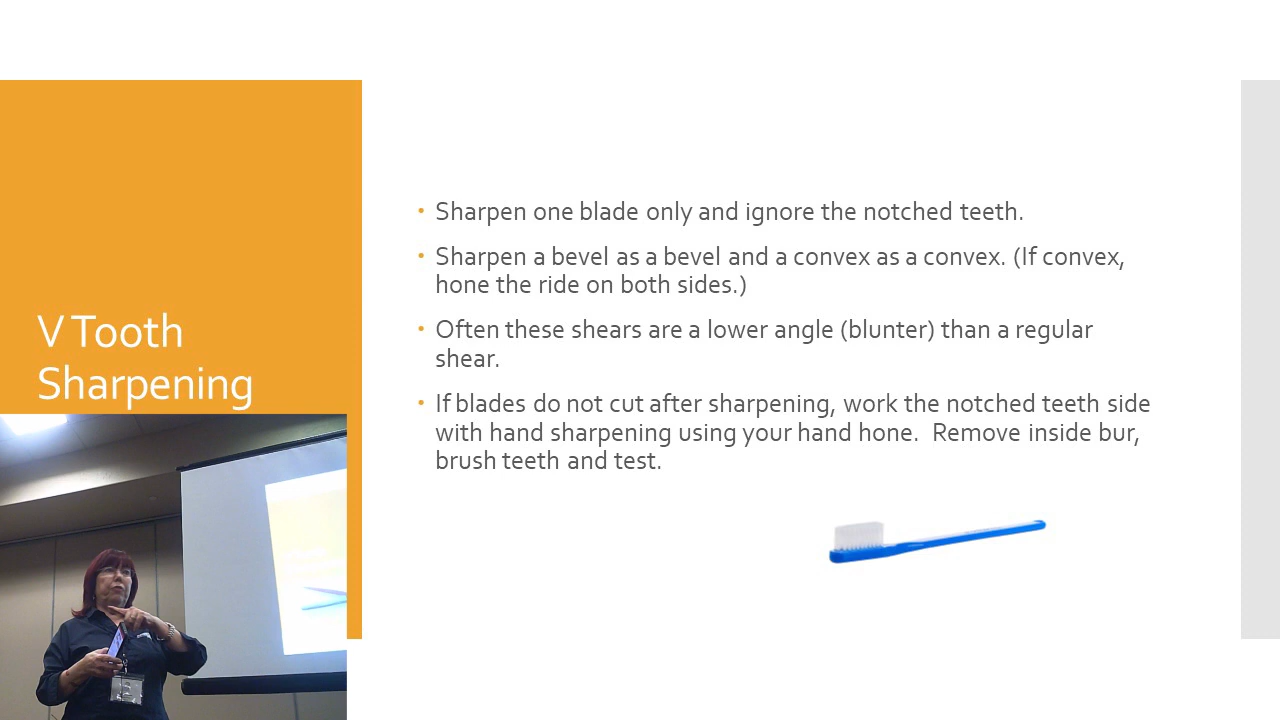 V Tooth
Sharpening
• Sharpen one blade only and ignore the notched teeth.
• Sharpen a bevel as a bevel and a convex as a convex. (If convex,
hone the ride on both sides.)
• Often these shears are a lower angle (blunter) than a regular
shear.
• If blades do not cut after sharpening, work the notched teeth side
with hand sharpening using your hand hone.  Remove inside bur,
brush teeth and test.